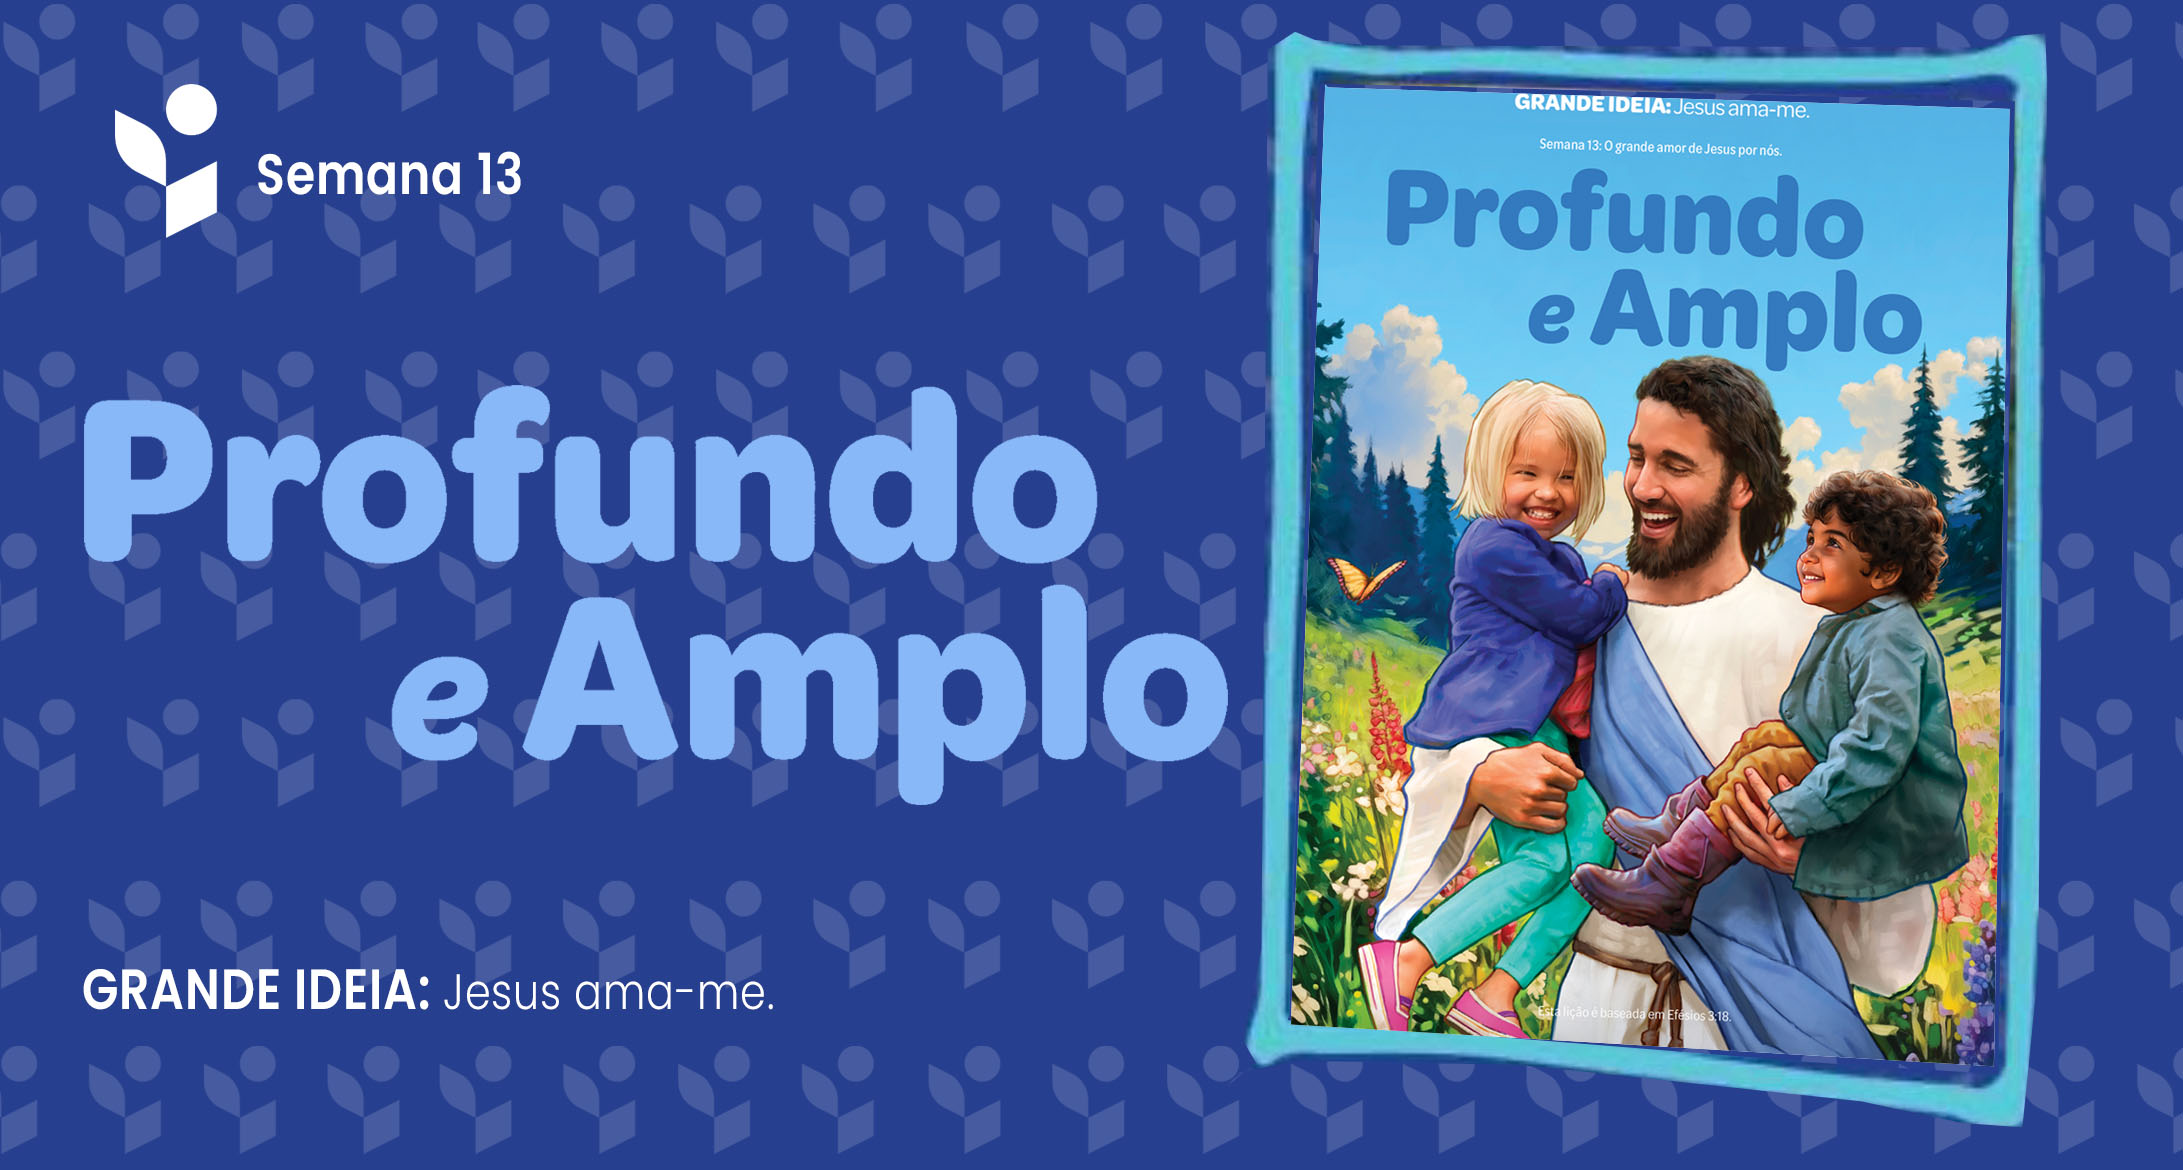 Semana 13
Profundo
e Amplo
GRANDE IDEIA: Jesus ama-me.
GRANDE IDEIA: Jesus ama-me.
Semana 13: O grande amor de Jesus por nós.
Profundo
e Amplo
Esta lição é baseada em Efésios 3:18.